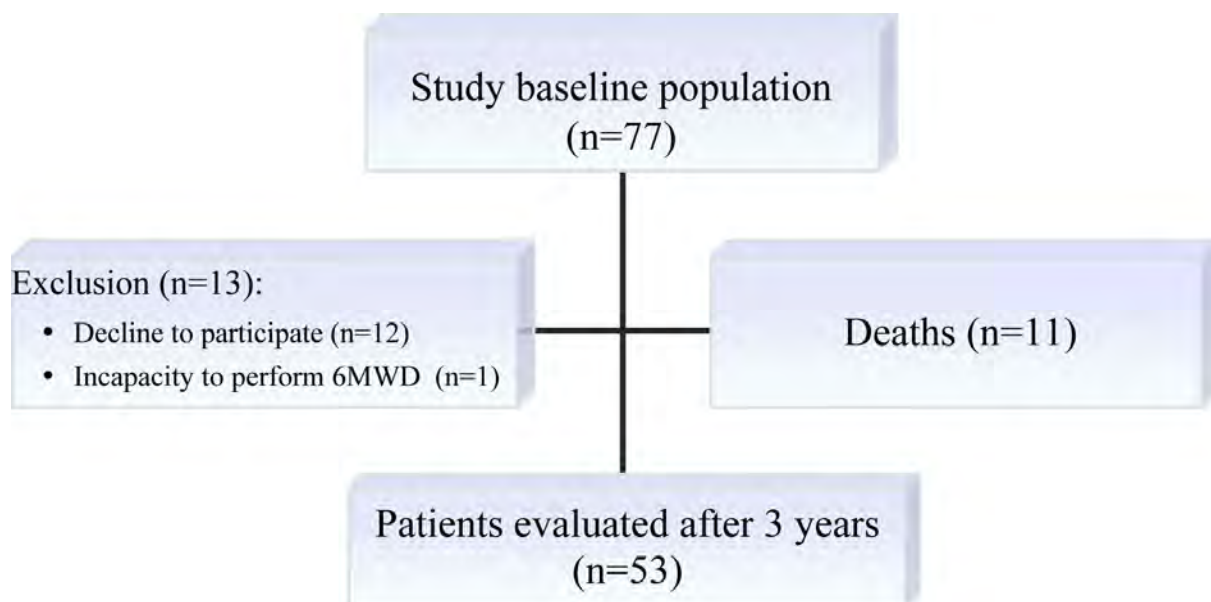 Study baseline population
(n=77)
Exclusion (n=13):
• Decline to participate (n=12)
• Incapacity to perform 6MWD (n=1)
Deaths (n=11)
Patients evaluated after 3 years
(n=53)